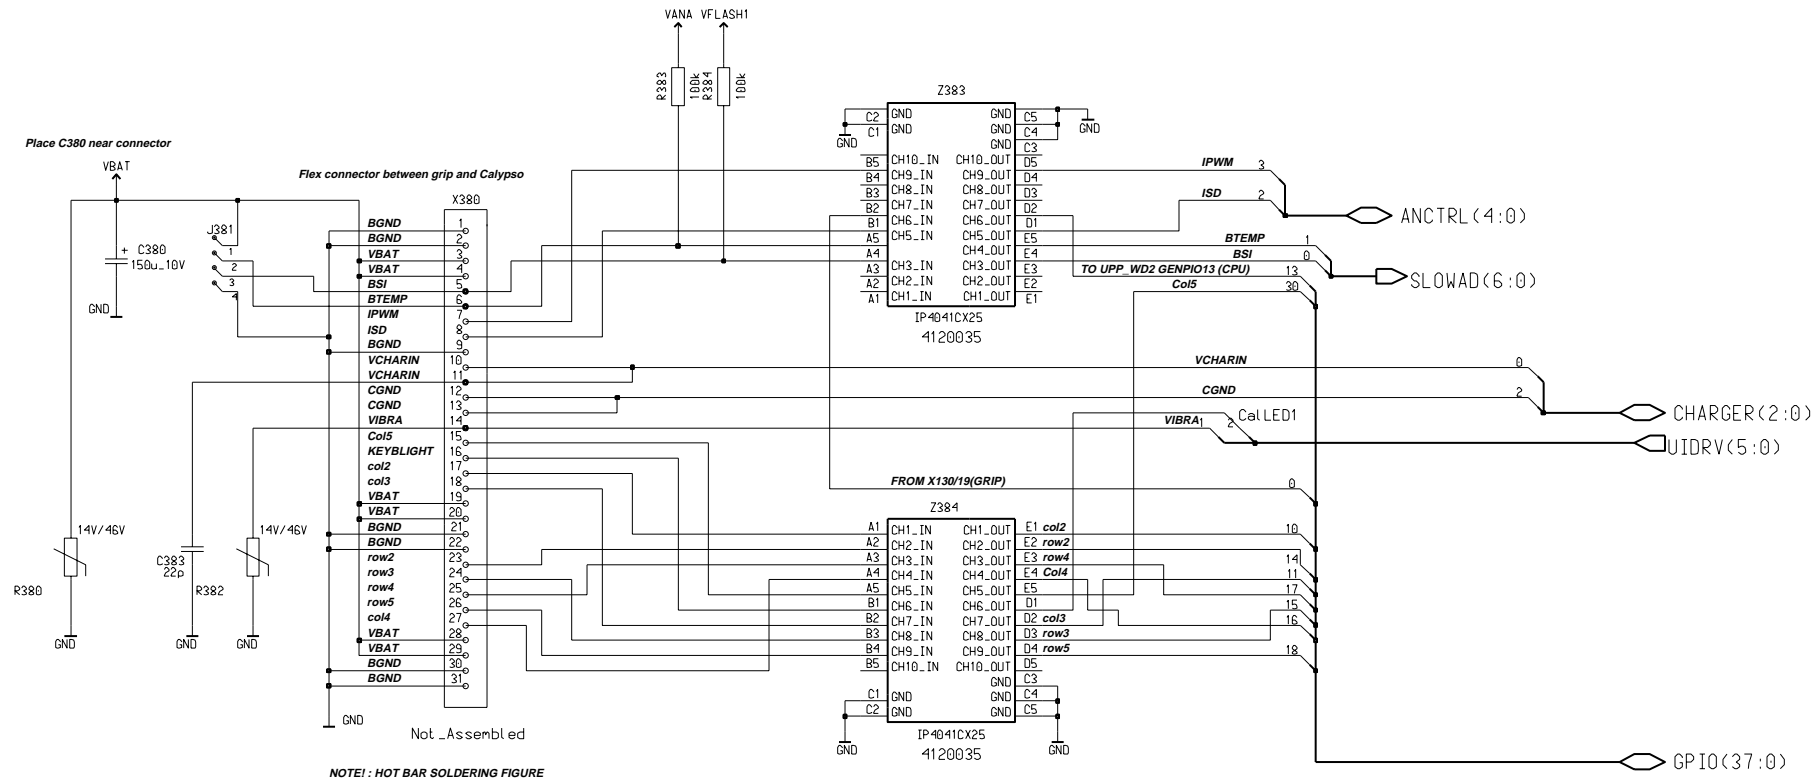 VANA VFLASH1
R383
100k
R384
100k
Place C380 near connector
VBAT
Flex connector between grip and Calypso
X380
J381
1
2
3
4
+
C380
150u_10V
GND
BGND 1
BGND 2
VBAT 3
VBAT 4
BSI 5
BTEMP 6
IPWM 7
ISD 8
BGND 9
VCHARIN 10
VCHARIN 11
CGND 12
CGND 13
VIBRA 14
Col5 15
KEYBLIGHT 16
col2 17
col3 18
VBAT 19
VBAT 20
BGND 21
BGND 22
row2 23
row3 24
row4 25
row5 26
col4 27
VBAT 28
VBAT 29
BGND 30
BGND 31
GND
Not_Assembled
NOTE! : HOT BAR SOLDERING FIGURE
14V/46V
R380
GND
C383
22p
GND
14V/46V
R382
GND
Z383
GND
C2 GND GND C5
C1 GND GND C4
GND C3
GND
B5 CH10_IN CH10_OUT D5
B4 CH9_IN CH9_OUT D4
B3 CH8_IN CH8_OUT D3
B2 CH7_IN CH7_OUT D2
B1 CH6_IN CH6_OUT D1
A5 CH5_IN CH5_OUT E5
A4 CH4_OUT E4
A3 CH3_IN CH3_OUT E3
A2 CH2_IN CH2_OUT E2
A1 CH1_IN CH1_OUT E1
IP4041CX25
4120035
IPWM 3
ISD 2
ANCTRL(4:0)
BTEMP 1
BSI 0
SLOWAD(6:0)
TO UPP_WD2 GENPIO13 (CPU) 13
Col5 30
VCHARIN 0
CGND 2
CHARGER(2:0)
CalLED1
VIBRA 1
2
UIDRV(5:0)
FROM X130/19(GRIP) 0
Z384
A1 CH1_IN CH1_OUT E1 col2 10
A2 CH2_IN CH2_OUT E2 row2
A3 CH3_IN CH3_OUT E3 row4 14
A4 CH4_IN CH4_OUT E4 Col4 11
A5 CH5_IN CH5_OUT E5 17
B1 CH6_IN CH6_OUT D1 15
B2 CH7_IN CH7_OUT D2 col3 16
B3 CH8_IN CH8_OUT D3 row3
B4 CH9_IN CH9_OUT D4 row5 18
B5 CH10_IN CH10_OUT D5
GND C3
C1 GND GND C4
C2 GND GND C5
GND
GND
IP4041CX25
4120035
GPIO(37:0)